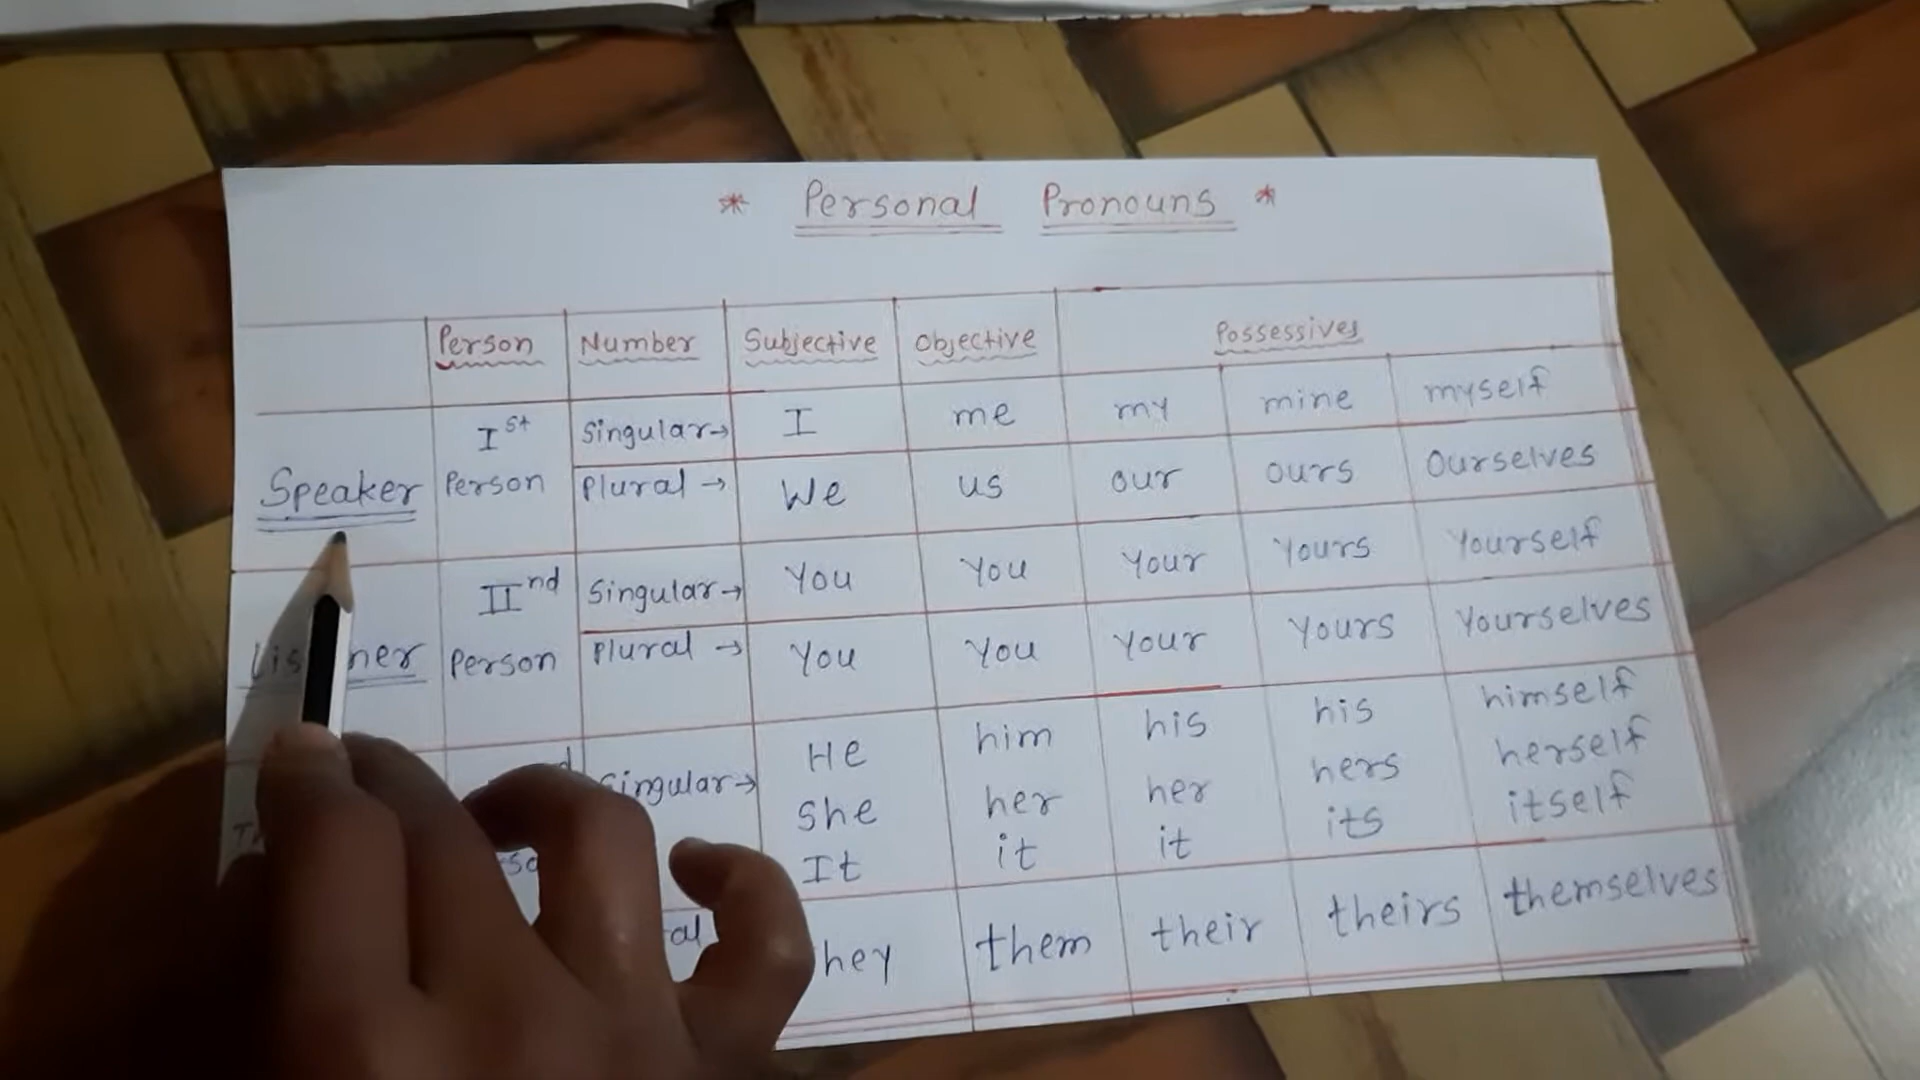 * Personal Pronouns *
Person Number Subjective Objective Possessives
Speaker Ist Person Singular→ I me my mine myself
Plural → We us our ours Ourselves
IInd Person Singular→ You You Your Yours Yourself
Plural → You You Your Yours Yourselves
Singular→ He him his his himself
She her her hers herself
It it it its itself
them their theirs themselves